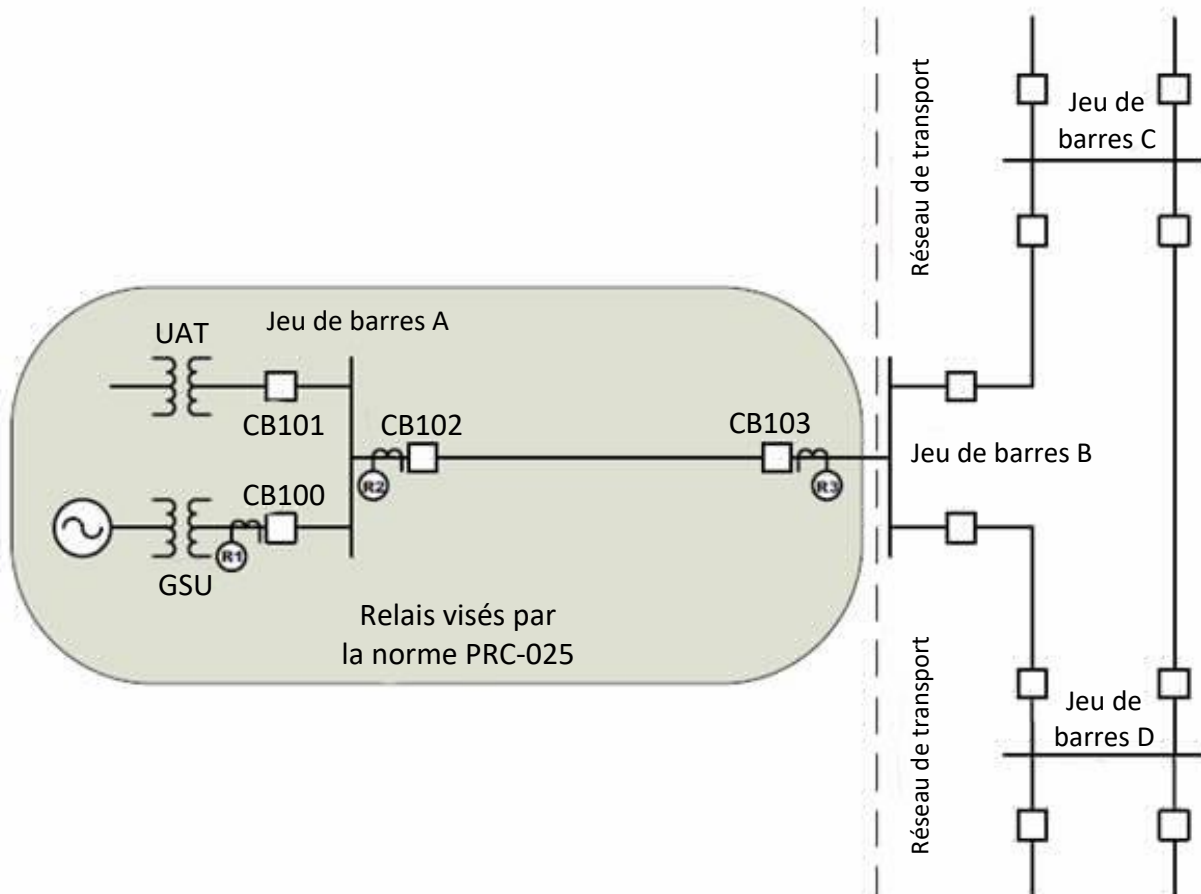 Réseau de transport
Jeu de
barres C
UAT
Jeu de barres A
CB101
CB102
CB103
Jeu de barres B
R2
R3
CB100
R1
GSU
Relais visés par
la norme PRC-025
Réseau de transport
Jeu de
barres D